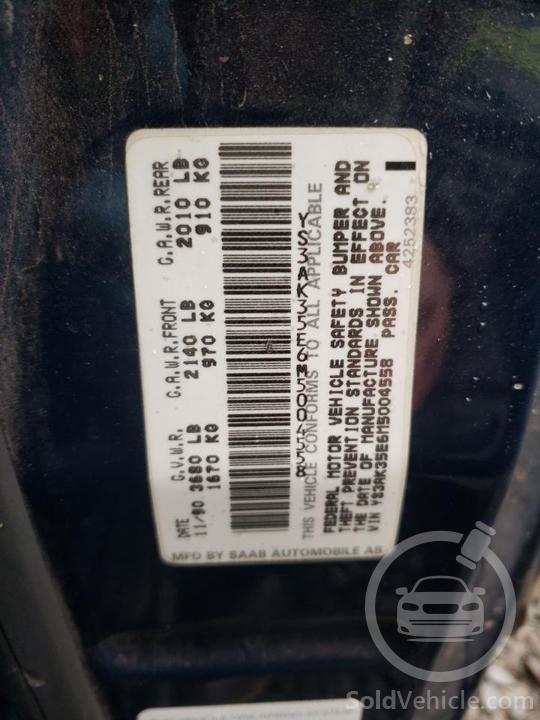 MFD BY SAAB AUTOMOBILE AB
DATE G.V.W.R. G.A.W.R.FRONT G.A.W.R.REAR
11/90 3680 LB 2140 LB 2010 LB
1670 KG 970 KG 910 KG
YS3AK35E6M5004558
THIS VEHICLE CONFORMS TO ALL APPLICABLE
FEDERAL MOTOR VEHICLE SAFETY BUMPER AND
THEFT PREVENTION STANDARDS IN EFFECT ON
THE DATE OF MANUFACTURE SHOWN ABOVE.
VIN YS3AK35E6M5004558 PASS. CAR
4252383
SoldVehicle.com